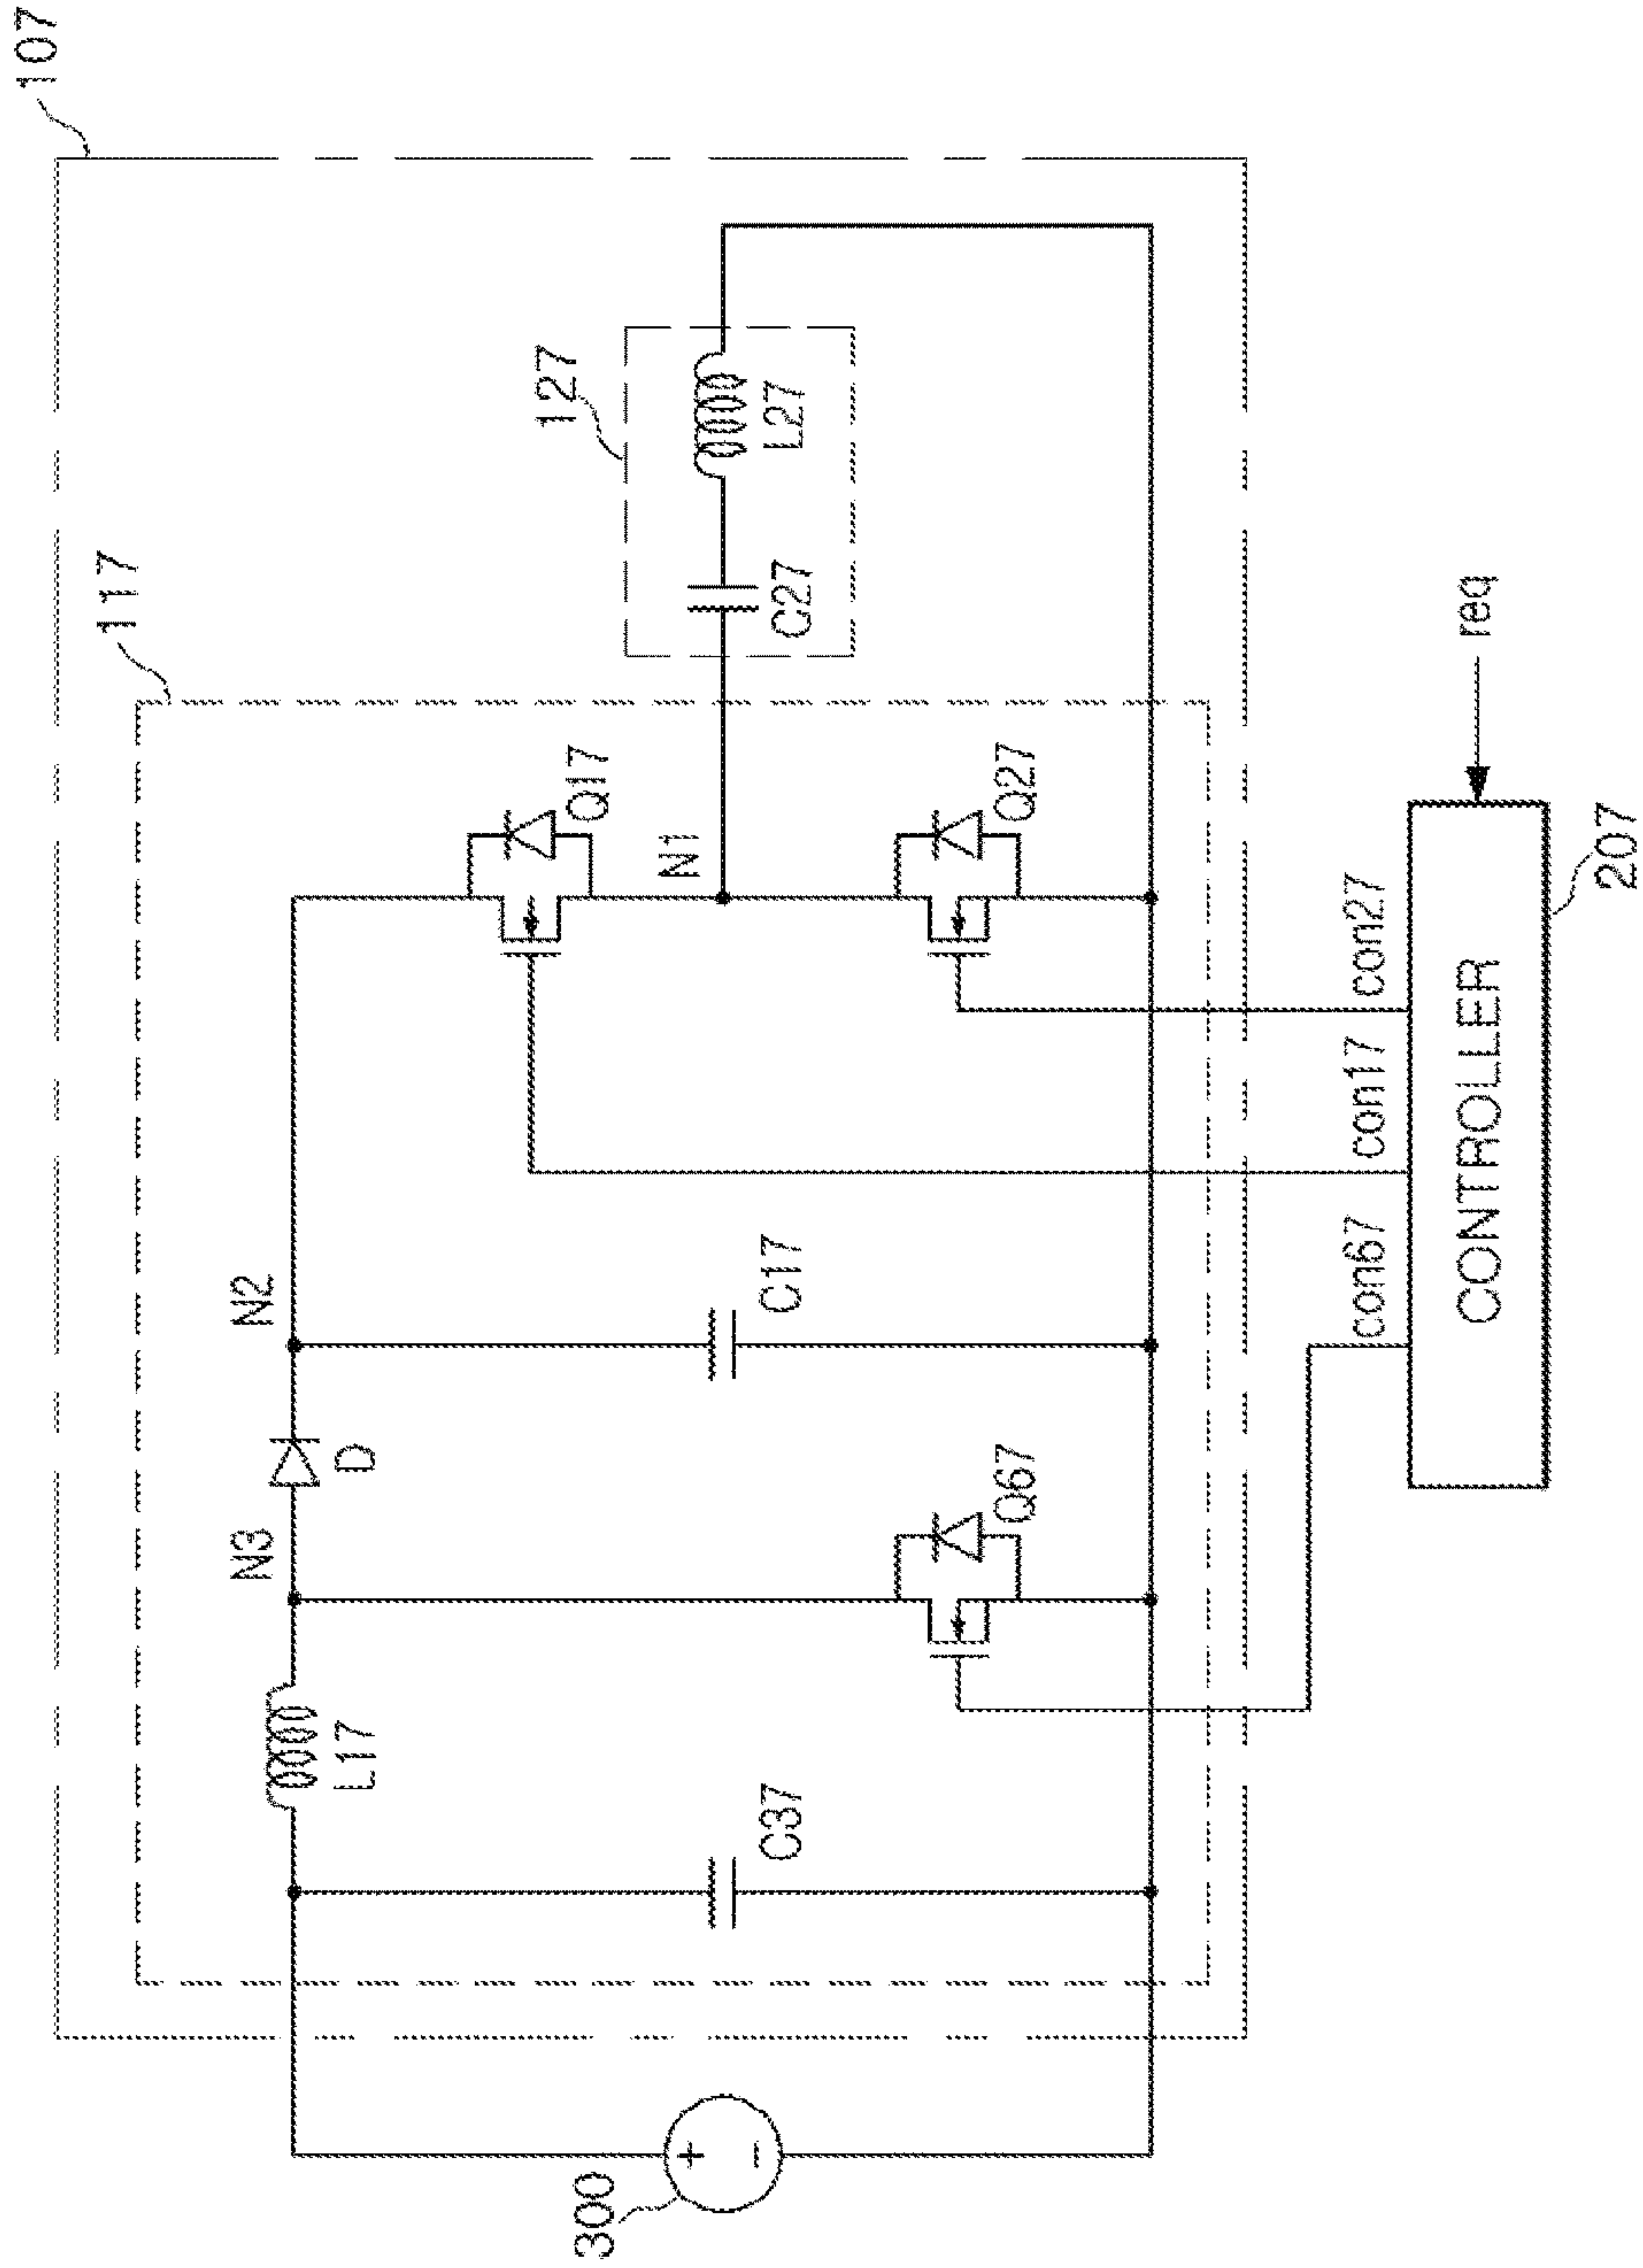 107
117
127
N3
N2
D
L17
Q17
N1
C27
L27
C37
C17
Q67
Q27
300
+
−
con67
con17
con27
CONTROLLER
req
207